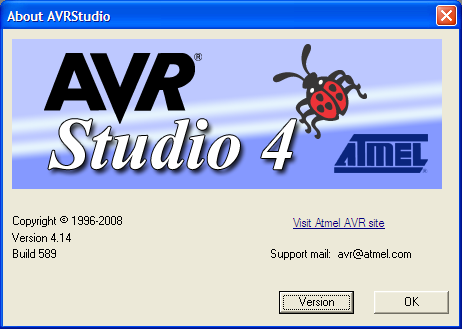 About AVRStudio
AVR®
Studio 4
ATMEL®
Copyright © 1996-2008
Version 4.14
Build 589
Visit Atmel AVR site
Support mail: avr@atmel.com
Version
OK